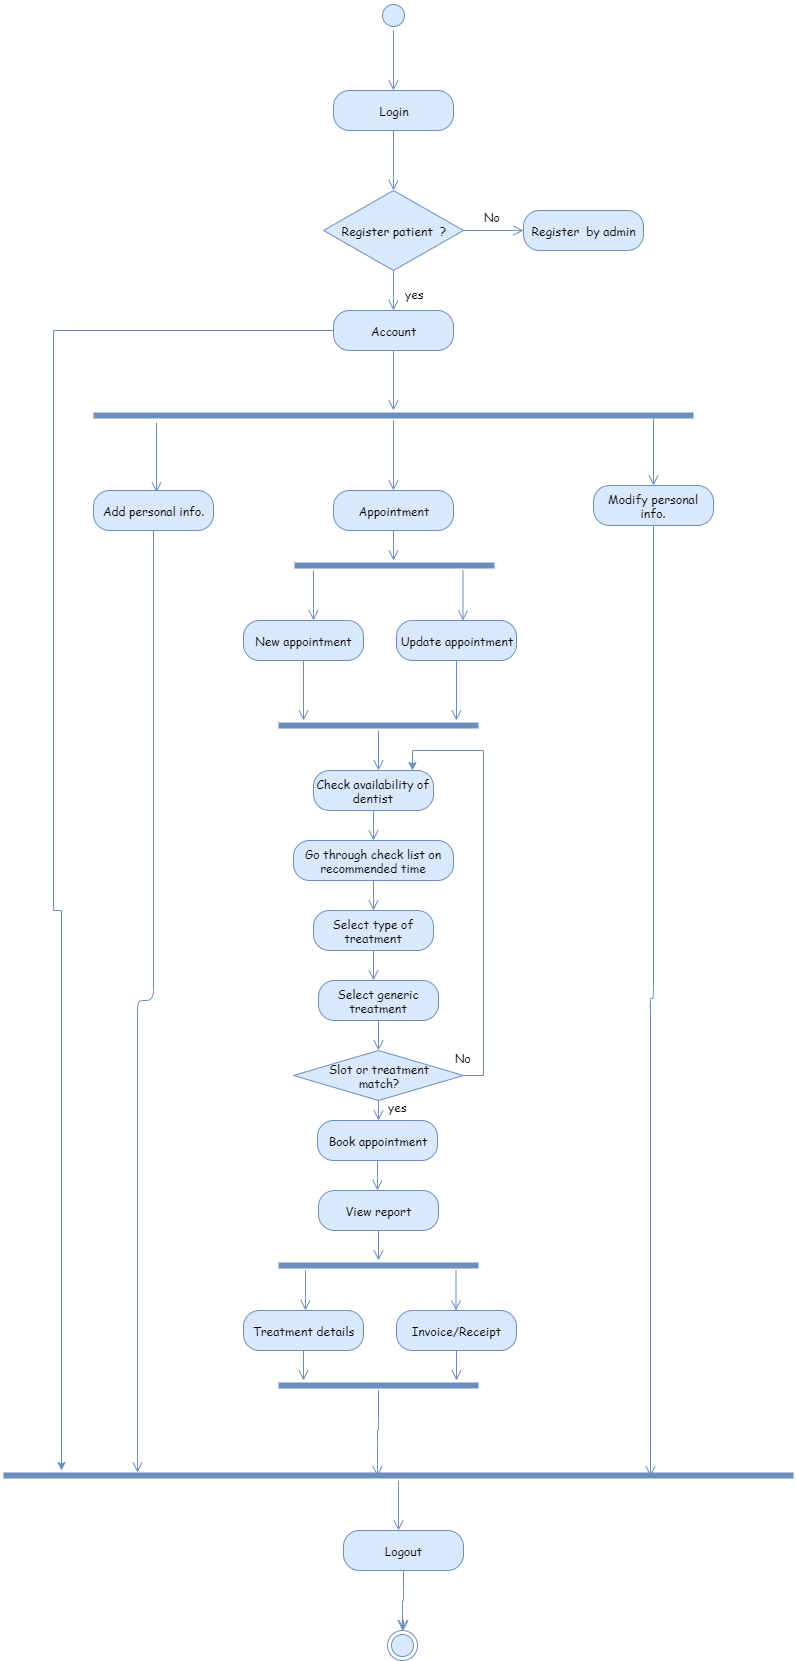 Login
Register patient ?
No
Register by admin
yes
Account
Add personal info.
Appointment
Modify personal
info.
New appointment
Update appointment
Check availability of
dentist
Go through check list on
recommended time
Select type of
treatment
Select generic
treatment
No
Slot or treatment
match?
yes
Book appointment
View report
Treatment details
Invoice/Receipt
Logout